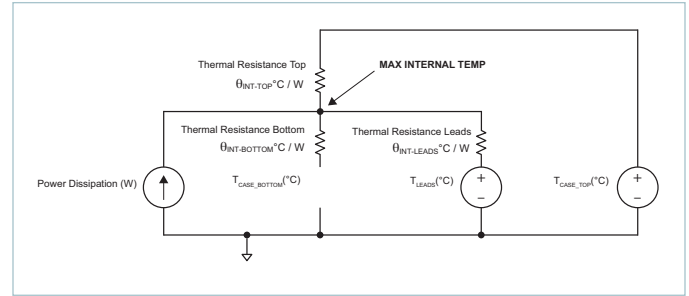 Thermal Resistance Top
θINT-TOP°C / W
MAX INTERNAL TEMP
Thermal Resistance Bottom
θINT-BOTTOM°C / W
Thermal Resistance Leads
θINT-LEADS°C / W
Power Dissipation (W)
TCASE_BOTTOM(°C)
TLEADS(°C)
+
–
TCASE_TOP(°C)
+
–